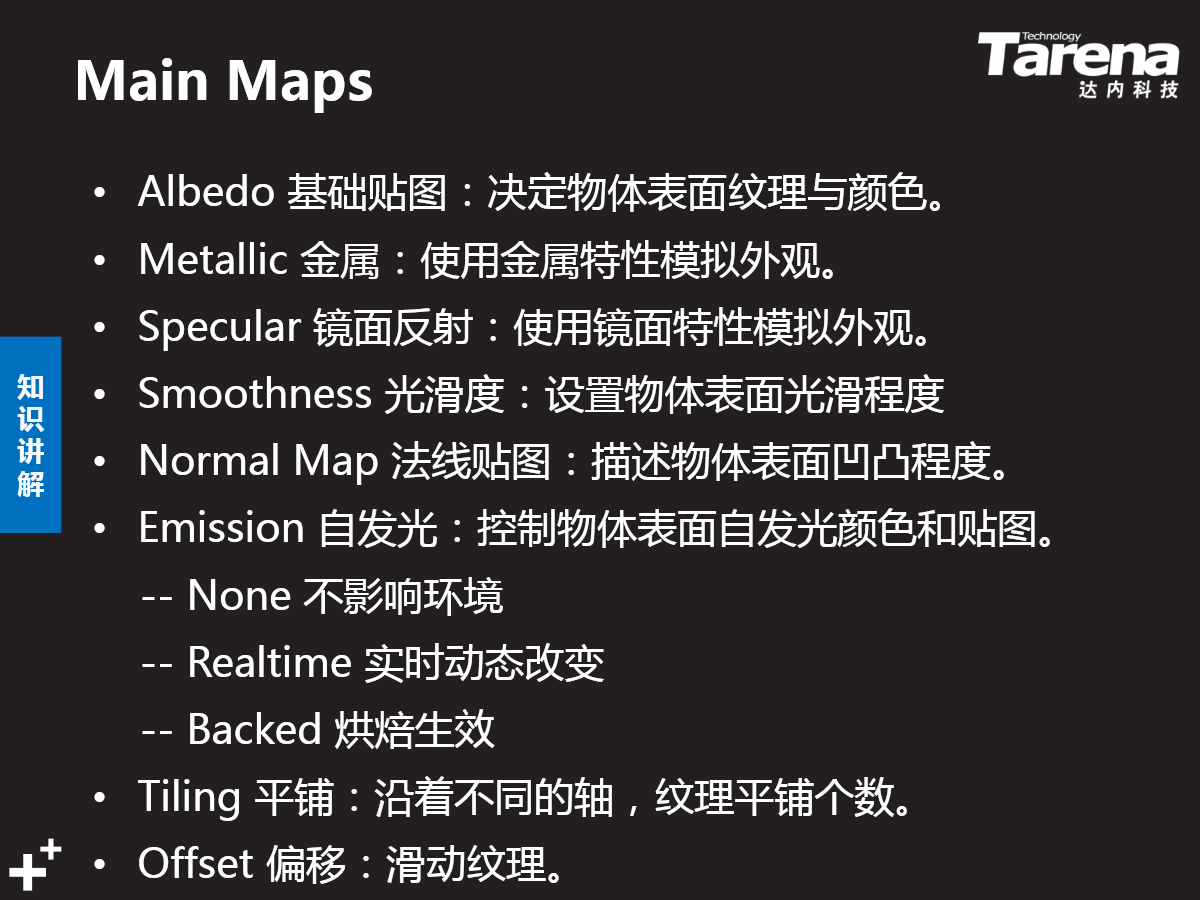 Main Maps
Technology
Tarena
达内科技
• Albedo 基础贴图：决定物体表面纹理与颜色。
• Metallic 金属：使用金属特性模拟外观。
• Specular 镜面反射：使用镜面特性模拟外观。
• Smoothness 光滑度：设置物体表面光滑程度
• Normal Map 法线贴图：描述物体表面凹凸程度。
• Emission 自发光：控制物体表面自发光颜色和贴图。
-- None 不影响环境
-- Realtime 实时动态改变
-- Backed 烘焙生效
• Tiling 平铺：沿着不同的轴，纹理平铺个数。
• Offset 偏移：滑动纹理。
知识讲解